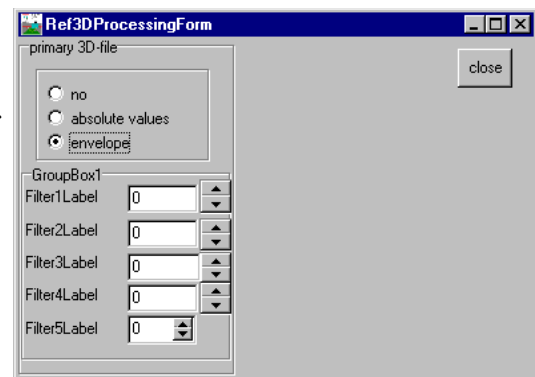 Ref3DProcessingForm
primary 3D-file
close
no
absolute values
envelope
GroupBox1
Filter1Label 0
Filter2Label 0
Filter3Label 0
Filter4Label 0
Filter5Label 0